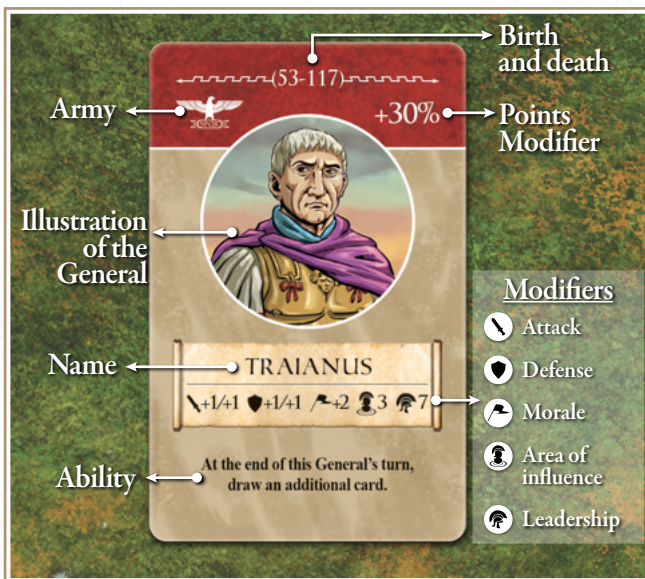 Birth
and death
(53-117)
Army
+30%
Points
Modifier
Illustration
of the
General
Modifiers
Attack
Defense
Morale
Area of
influence
Leadership
Name
TRAIANUS
+1/+1 +1/+1 +2 3 7
Ability
At the end of this General's turn,
draw an additional card.